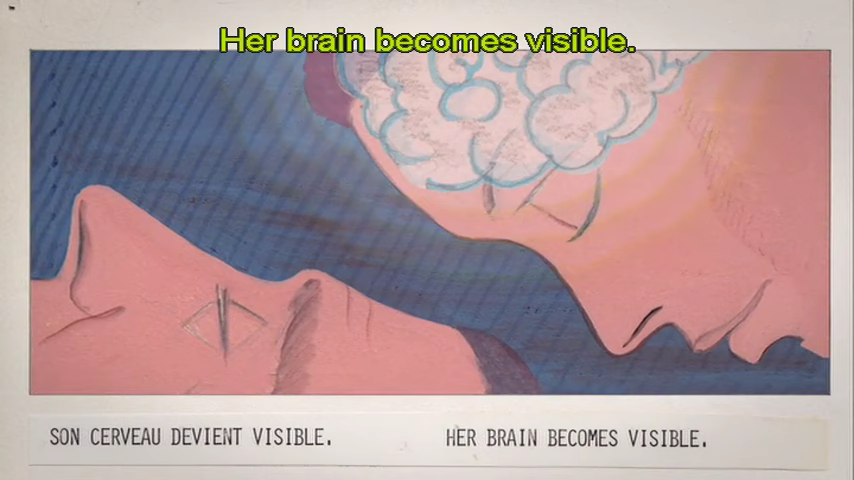 Her brain becomes visible.
SON CERVEAU DEVIENT VISIBLE.
HER BRAIN BECOMES VISIBLE.